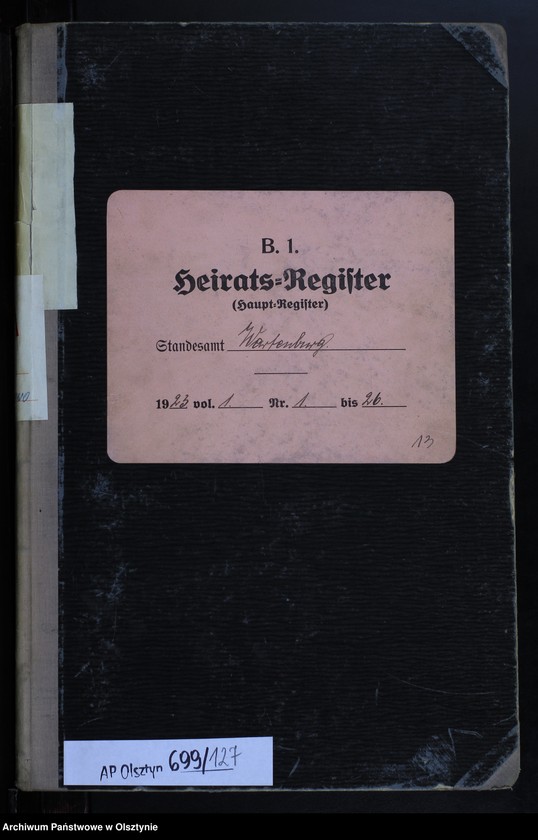 B. 1.
Heirats-Register
(Haupt-Register)
Standesamt Wartenburg.
1923 vol. 1. Nr. 1. bis 26.
13
AP Olsztyn 699/127
Archiwum Państwowe w Olsztynie